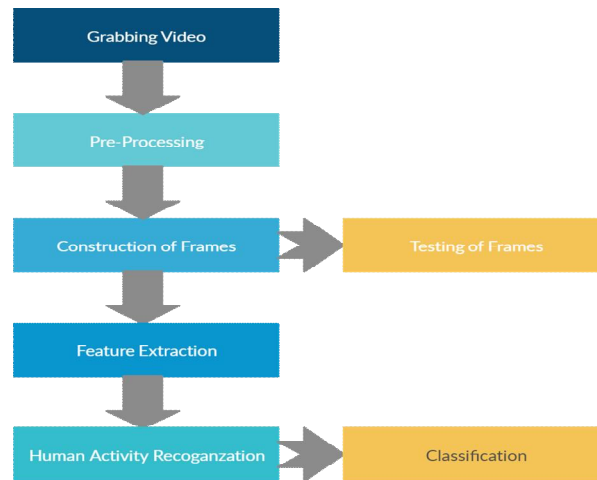 Grabbing Video
Pre-Processing
Construction of Frames
Testing of Frames
Feature Extraction
Human Activity Recoganzation
Classification